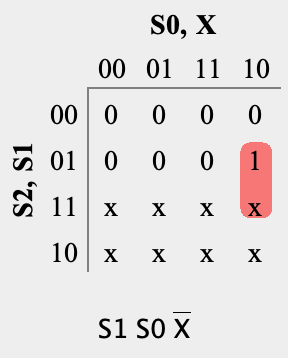 S0, X
00 01 11 10
S2, S1
00 0 0 0 0
01 0 0 0 1
11 x x x x
10 x x x x
S1 S0 X̅